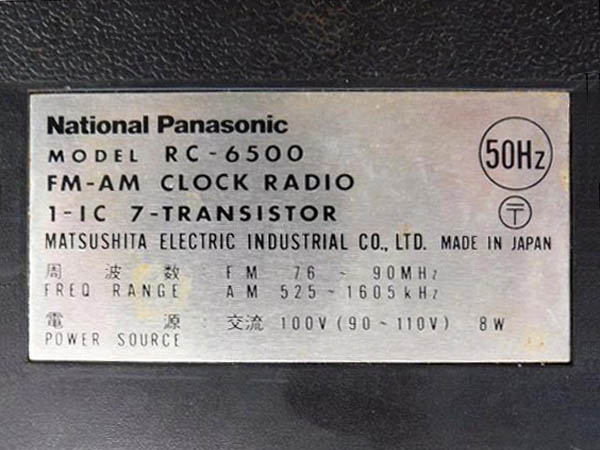 National Panasonic
MODEL RC-6500
50Hz
FM-AM CLOCK RADIO
1-IC 7-TRANSISTOR
〒
MATSUSHITA ELECTRIC INDUSTRIAL CO., LTD. MADE IN JAPAN
周波数 FM 76 ~ 90MHz
FREQ RANGE AM 525 ~ 1605kHz
電源 交流 100V (90 ~ 110V) 8W
POWER SOURCE